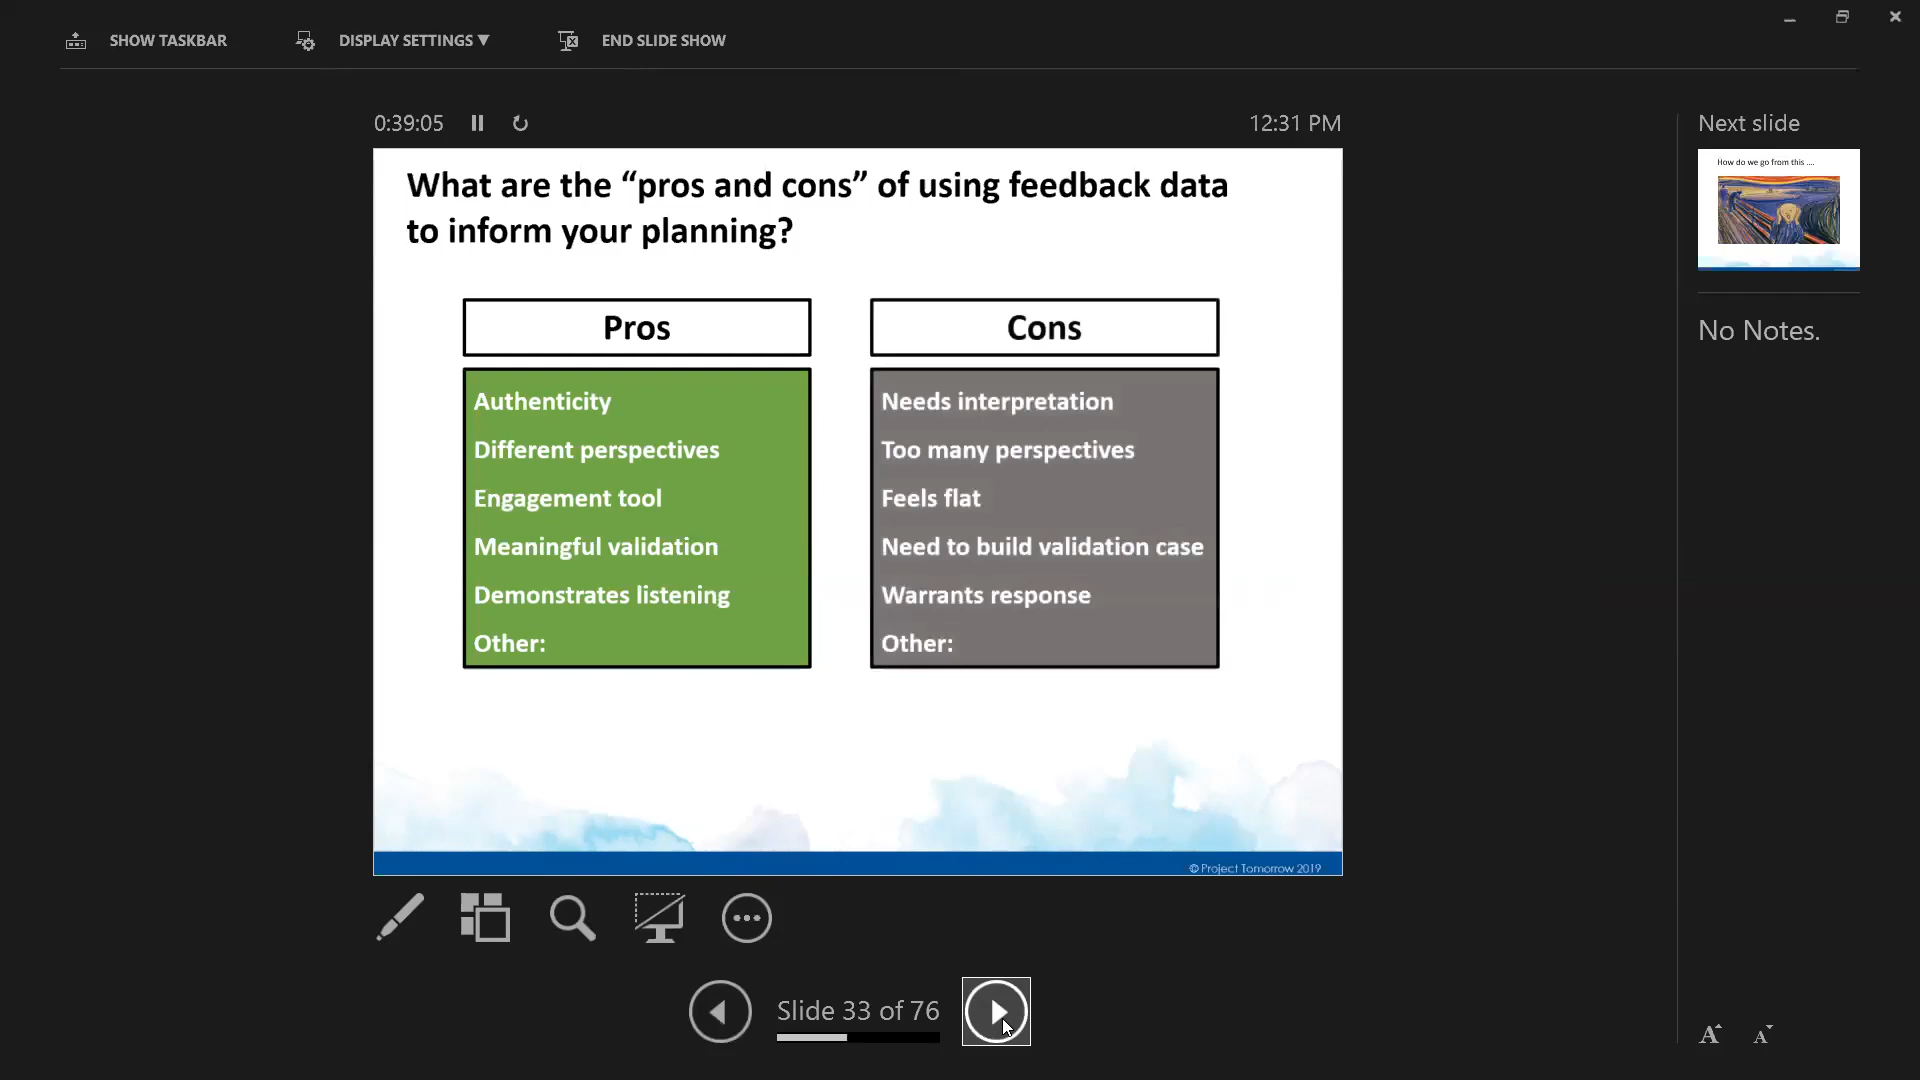 SHOW TASKBAR
DISPLAY SETTINGS ▼
END SLIDE SHOW
0:39:05
12:31 PM
Next slide
What are the “pros and cons” of using feedback data
to inform your planning?
Pros
Authenticity
Different perspectives
Engagement tool
Meaningful validation
Demonstrates listening
Other:
Cons
Needs interpretation
Too many perspectives
Feels flat
Need to build validation case
Warrants response
Other:
© Project Tomorrow 2019
How do we go from this ....
No Notes.
Slide 33 of 76
A
A